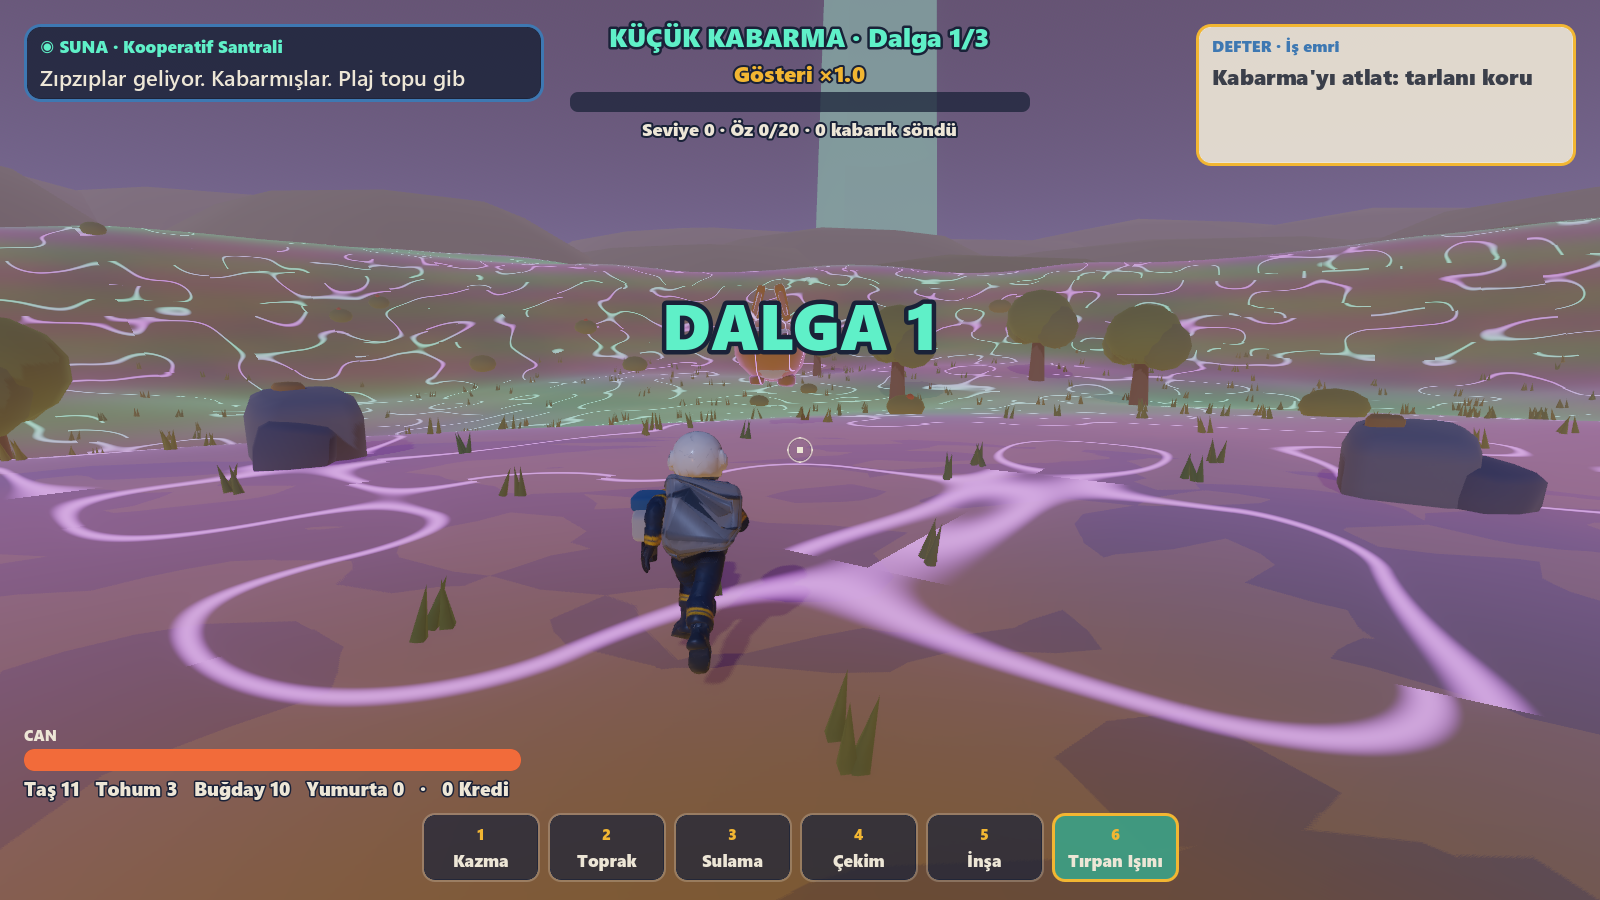 SUNA · Kooperatif Santrali
Zıpzıplar geliyor. Kabarmışlar. Plaj topu gib
KÜÇÜK KABARMA · Dalga 1/3
Gösteri ×1.0
Seviye 0 · Öz 0/20 · 0 kabarık söndü
DEFTER · İş emri
Kabarma'yı atlat: tarlanı koru
DALGA 1
CAN
Taş 11 Tohum 3 Buğday 10 Yumurta 0 · 0 Kredi
1 2 3 4 5 6
Kazma Toprak Sulama Çekim İnşa Tırpan Işını